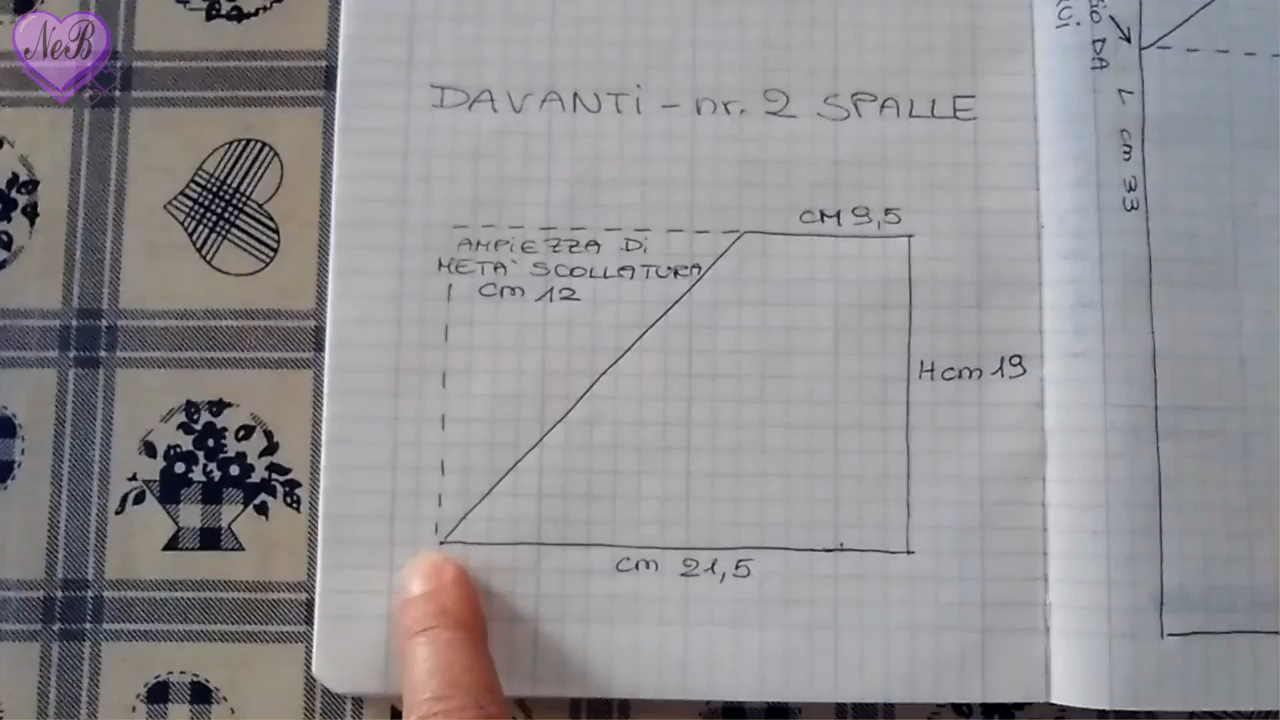 NeB
DAVANTi - nr. 2 SPALLE
CM 9,5
AMPiEZZA Di
METÀ SCOLLATURA
cm 12
H cm 19
cm 21,5
DA
L cm 33